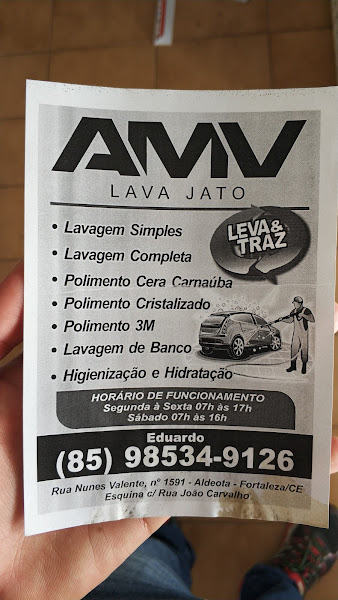 AMV
LAVA JATO
• Lavagem Simples
LEVA&
TRAZ
• Lavagem Completa
• Polimento Cera Carnaúba
• Polimento Cristalizado
• Polimento 3M
• Lavagem de Banco
• Higienização e Hidratação
HORÁRIO DE FUNCIONAMENTO
Segunda à Sexta 07h às 17h
Sábado 07h às 16h
Eduardo
(85) 98534-9126
Rua Nunes Valente, nº 1591 - Aldeota - Fortaleza/CE
Esquina c/ Rua João Carvalho